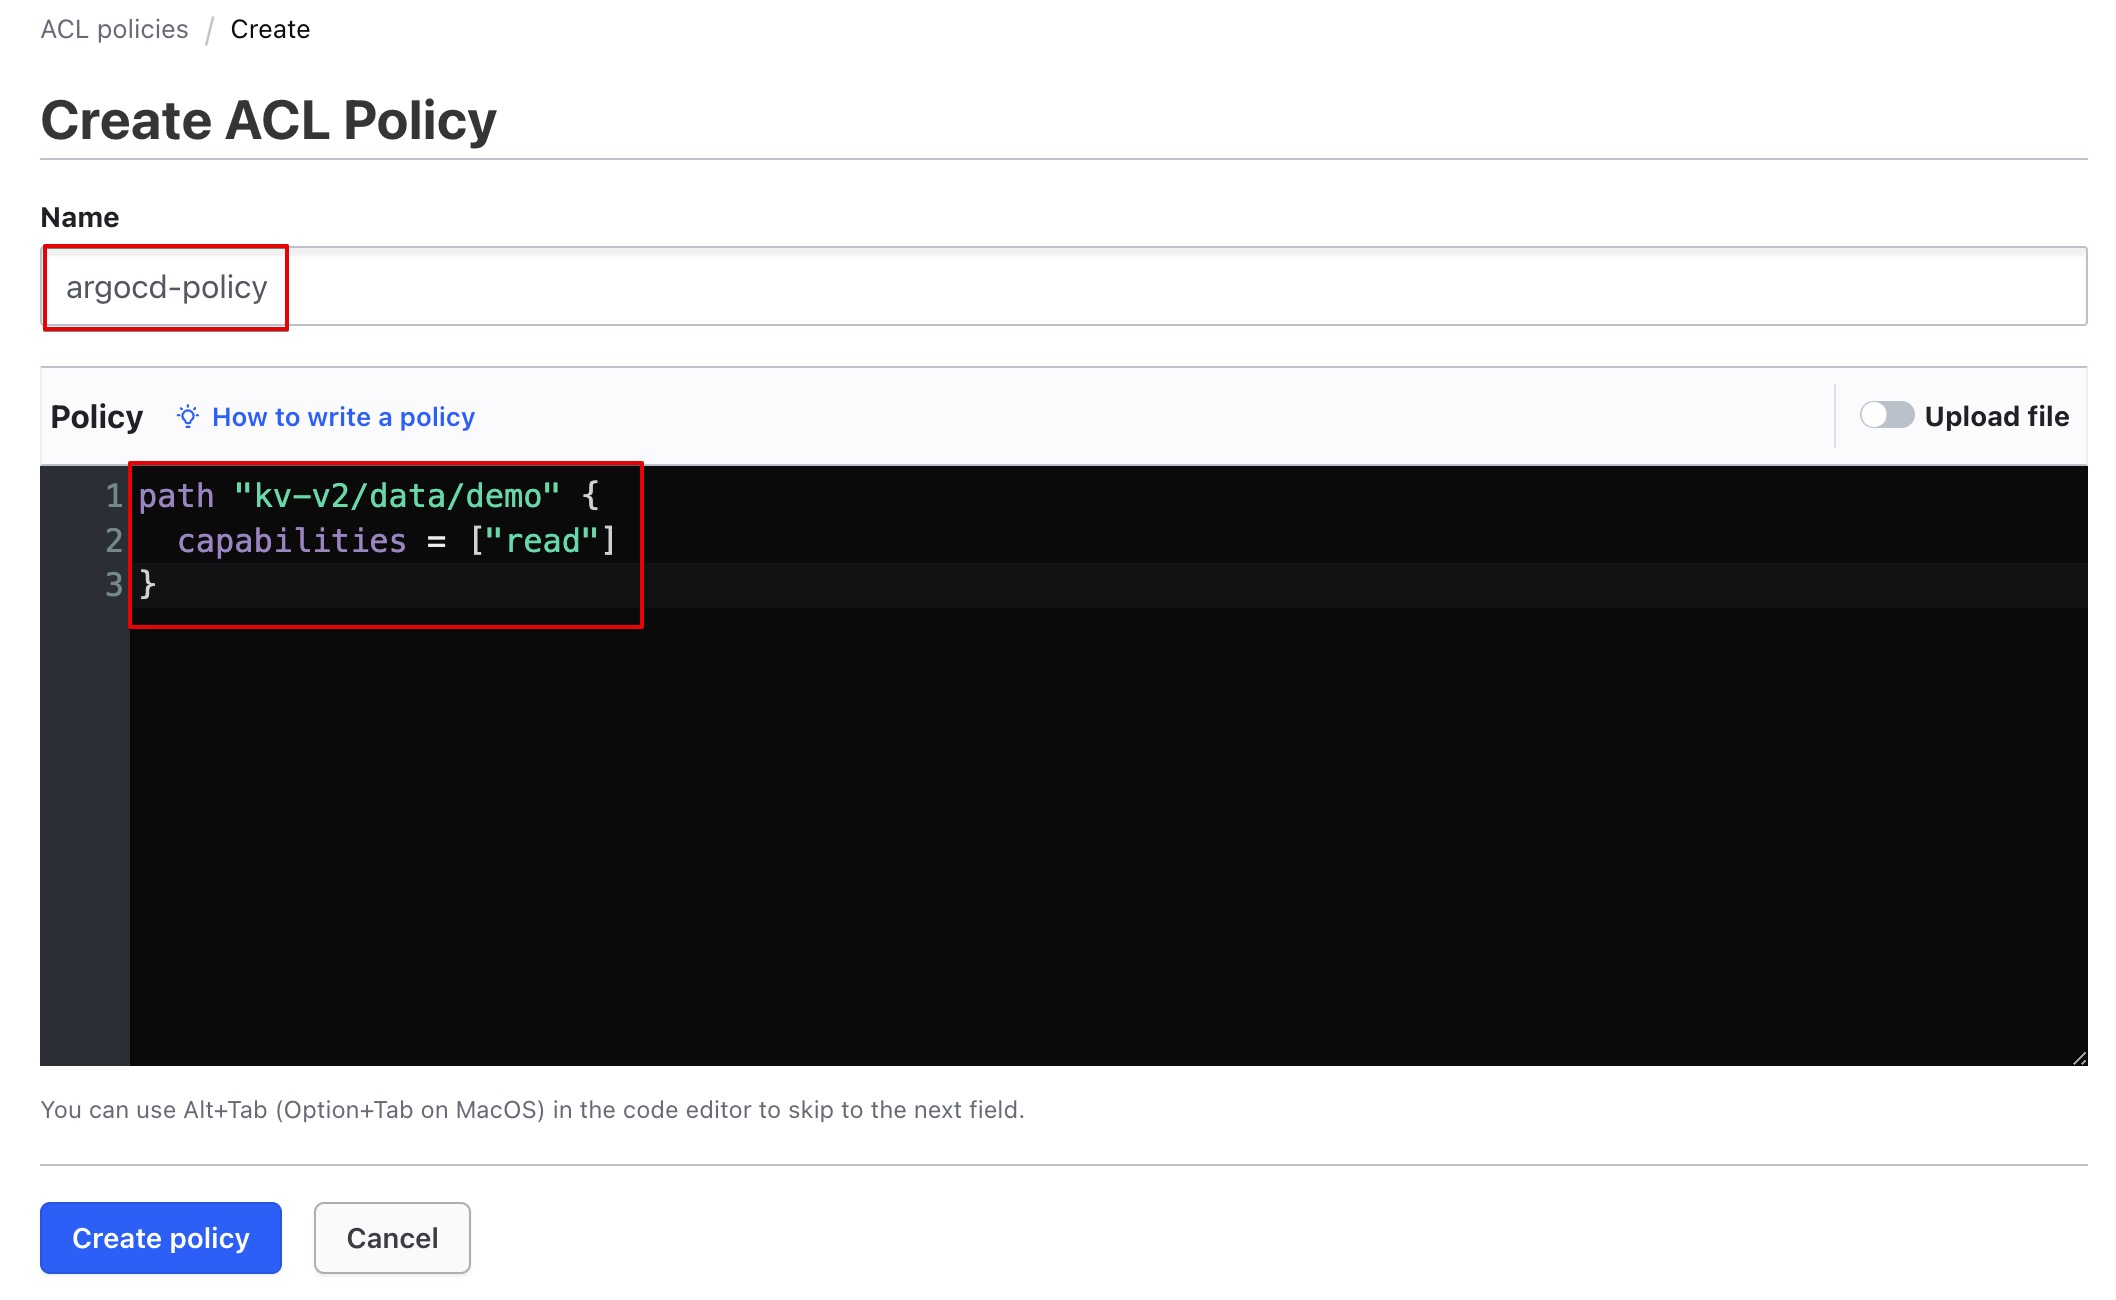 ACL policies / Create
Create ACL Policy
Name
argocd-policy
Policy How to write a policy Upload file
1 path "kv-v2/data/demo" {
2   capabilities = ["read"]
3 }
You can use Alt+Tab (Option+Tab on MacOS) in the code editor to skip to the next field.
Create policy Cancel